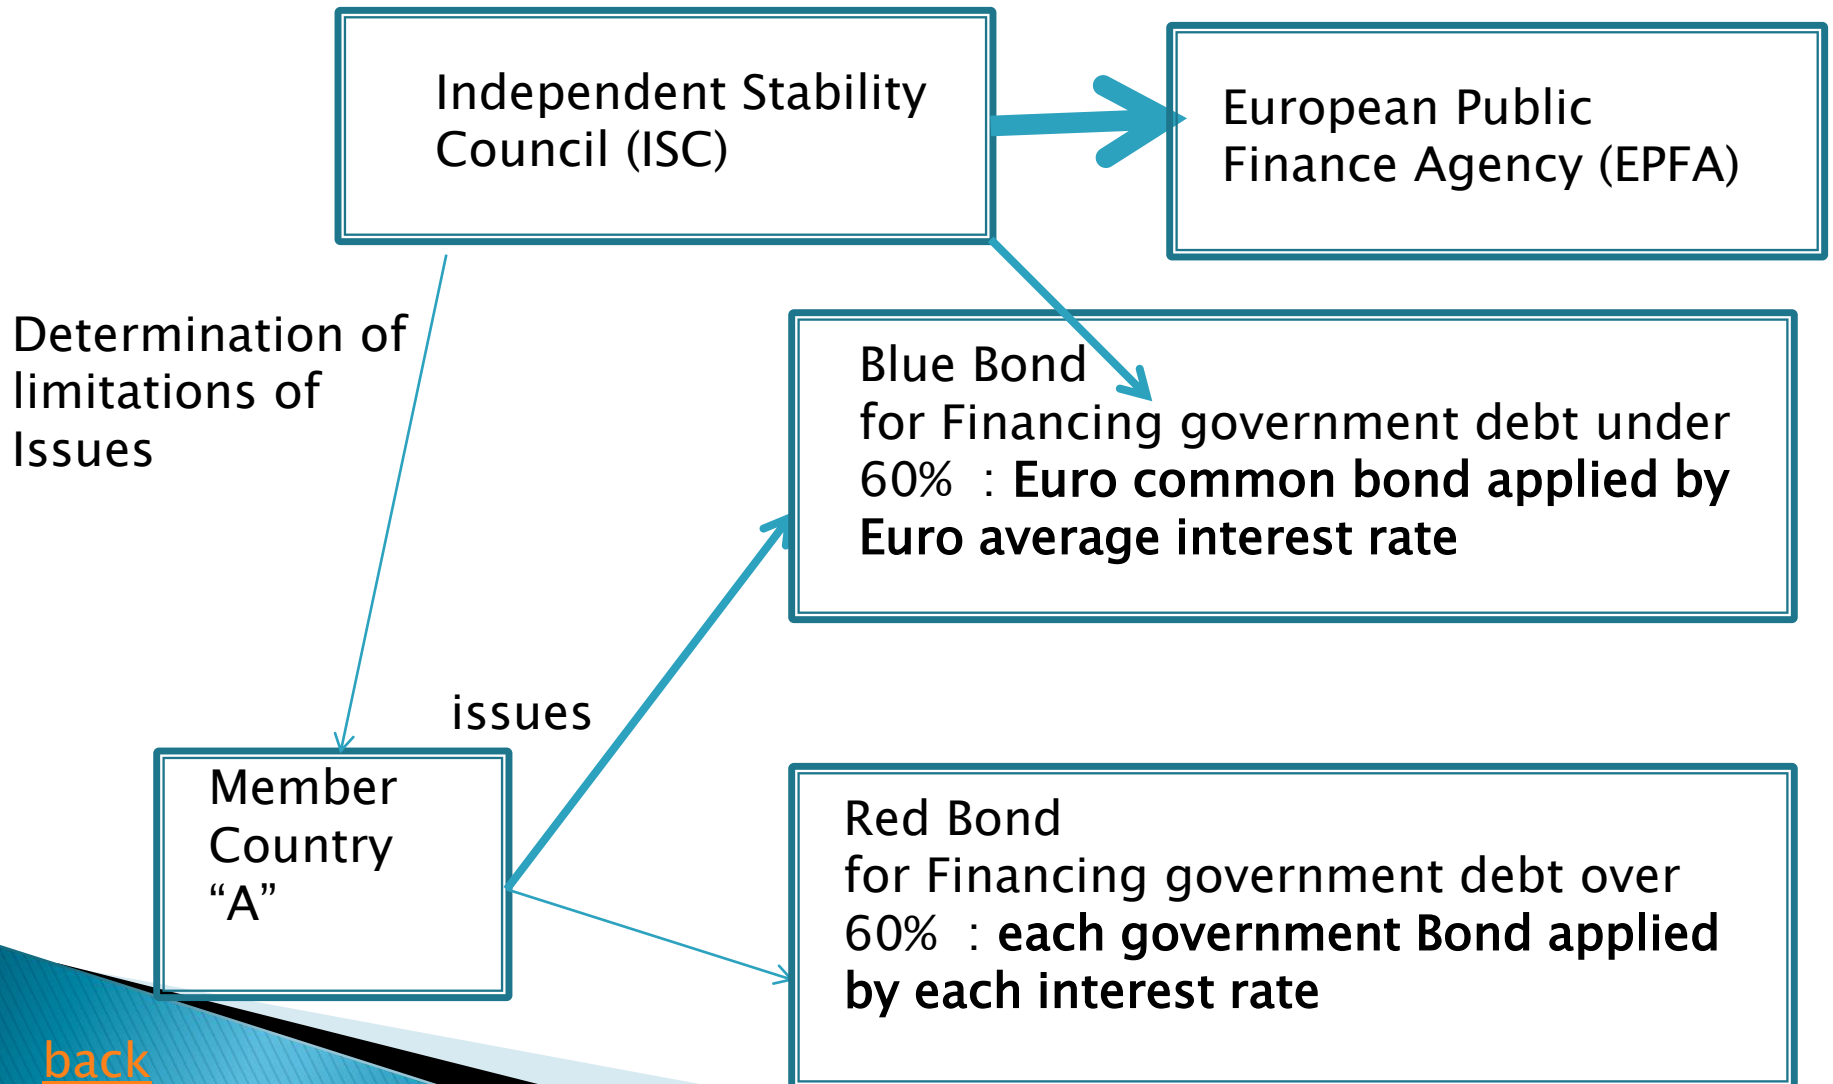 Independent Stability
Council (ISC)
European Public
Finance Agency (EPFA)
Determination of
limitations of
Issues
Blue Bond
for Financing government debt under
60% : Euro common bond applied by
Euro average interest rate
issues
Member
Country
“A”
Red Bond
for Financing government debt over
60% : each government Bond applied
by each interest rate
back